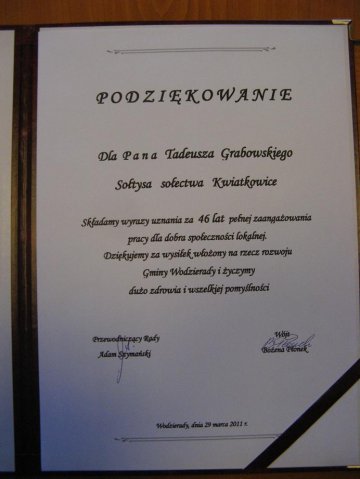 PODZIĘKOWANIE
Dla Pana Tadeusza Grabowskiego
Sołtysa sołectwa Kwiatkowice
Składamy wyrazy uznania za 46 lat pełnej zaangażowania
pracy dla dobra społeczności lokalnej.
Dziękujemy za wysiłek włożony na rzecz rozwoju
Gminy Wodzierady i życzymy
dużo zdrowia i wszelkiej pomyślności
Przewodniczący Rady
Adam Szymański
Wójt
Bożena Płonek
Wodzierady, dnia 29 marca 2011 r.